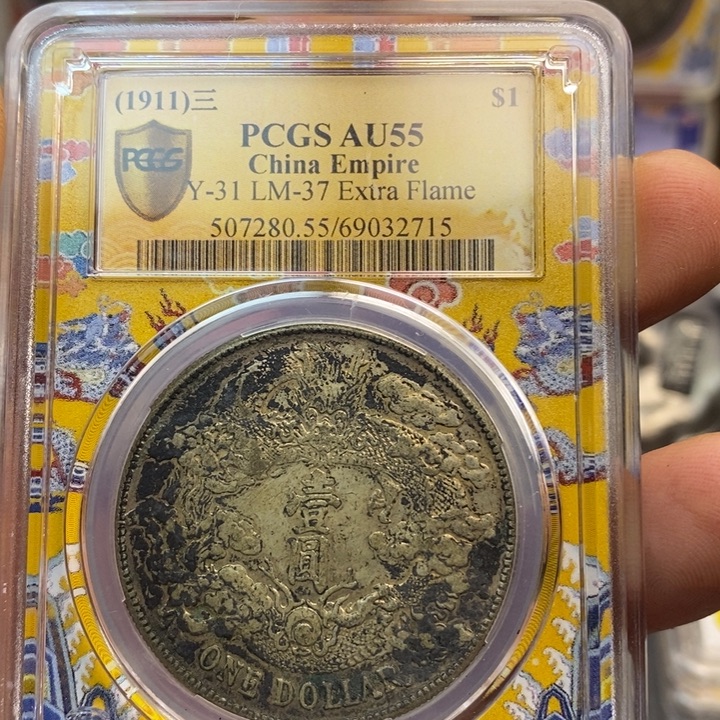 (1911)三 $1
PCGS AU55
China Empire
PCGS
Y-31 LM-37 Extra Flame
507280.55/69032715
壹
圓
ONE DOLLAR